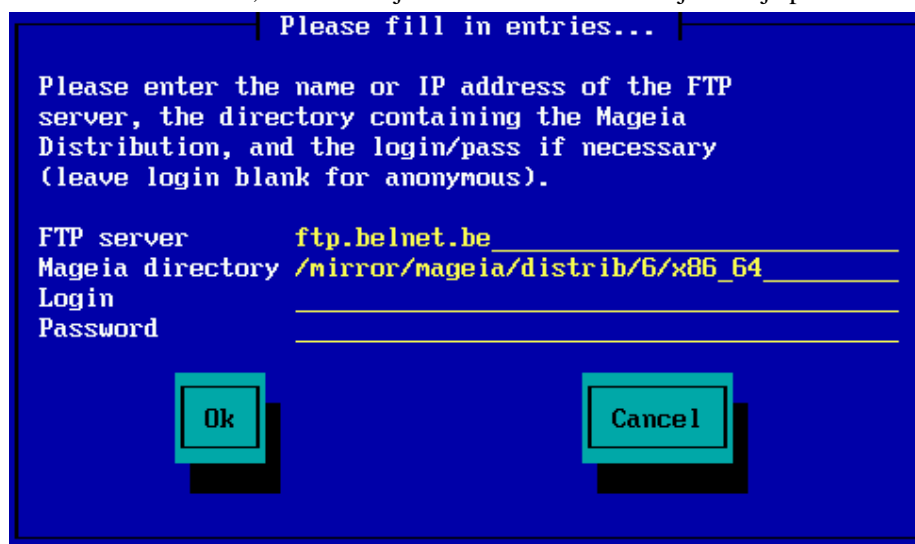 Please fill in entries...
Please enter the name or IP address of the FTP
server, the directory containing the Mageia
Distribution, and the login/pass if necessary
(leave login blank for anonymous).
FTP server ftp.belnet.be
Mageia directory /mirror/mageia/distrib/6/x86_64
Login
Password
Ok Cancel